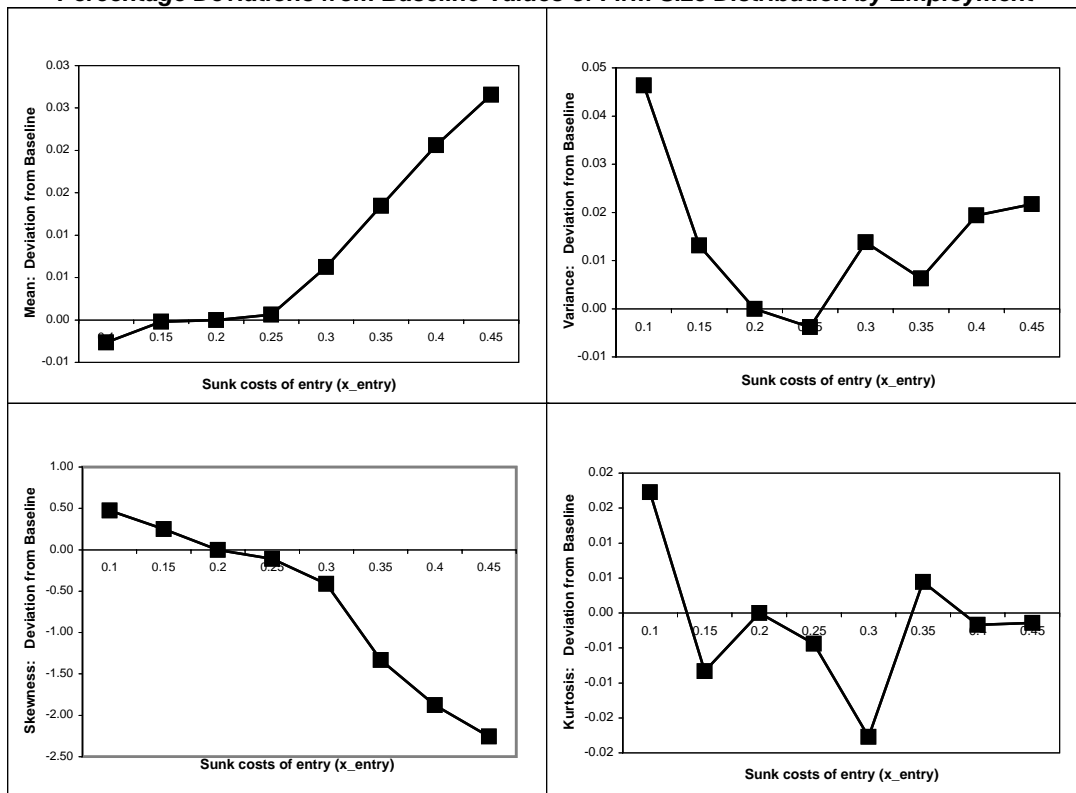 Percentage Deviations from Baseline Values of Firm Size Distribution by Employment
Mean: Deviation from Baseline
0.03
0.03
0.02
0.02
0.01
0.01
0.00
-0.01
0.15 0.2 0.25 0.3 0.35 0.4 0.45
Sunk costs of entry (x_entry)
Variance: Deviation from Baseline
0.05
0.04
0.03
0.02
0.01
0.00
-0.01
0.1 0.15 0.2 0.25 0.3 0.35 0.4 0.45
Sunk costs of entry (x_entry)
Skewness: Deviation from Baseline
1.00
0.50
0.00
-0.50
-1.00
-1.50
-2.00
-2.50
0.1 0.15 0.2 0.25 0.3 0.35 0.4 0.45
Sunk costs of entry (x_entry)
Kurtosis: Deviation from Baseline
0.02
0.02
0.01
0.01
0.00
-0.01
-0.01
-0.02
-0.02
0.1 0.15 0.2 0.25 0.3 0.35 0.4 0.45
Sunk costs of entry (x_entry)